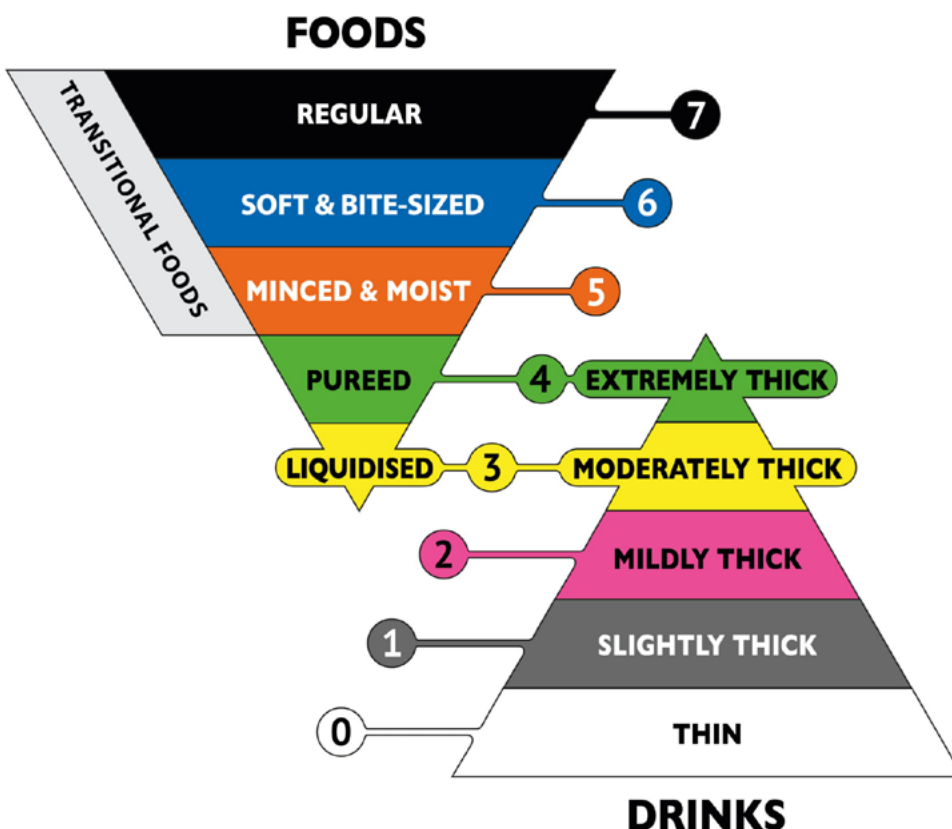 FOODS
TRANSITIONAL FOODS
REGULAR
7
SOFT & BITE-SIZED
6
MINCED & MOIST
5
PUREED
4
EXTREMELY THICK
LIQUIDISED
3
MODERATELY THICK
2
MILDLY THICK
1
SLIGHTLY THICK
0
THIN
DRINKS